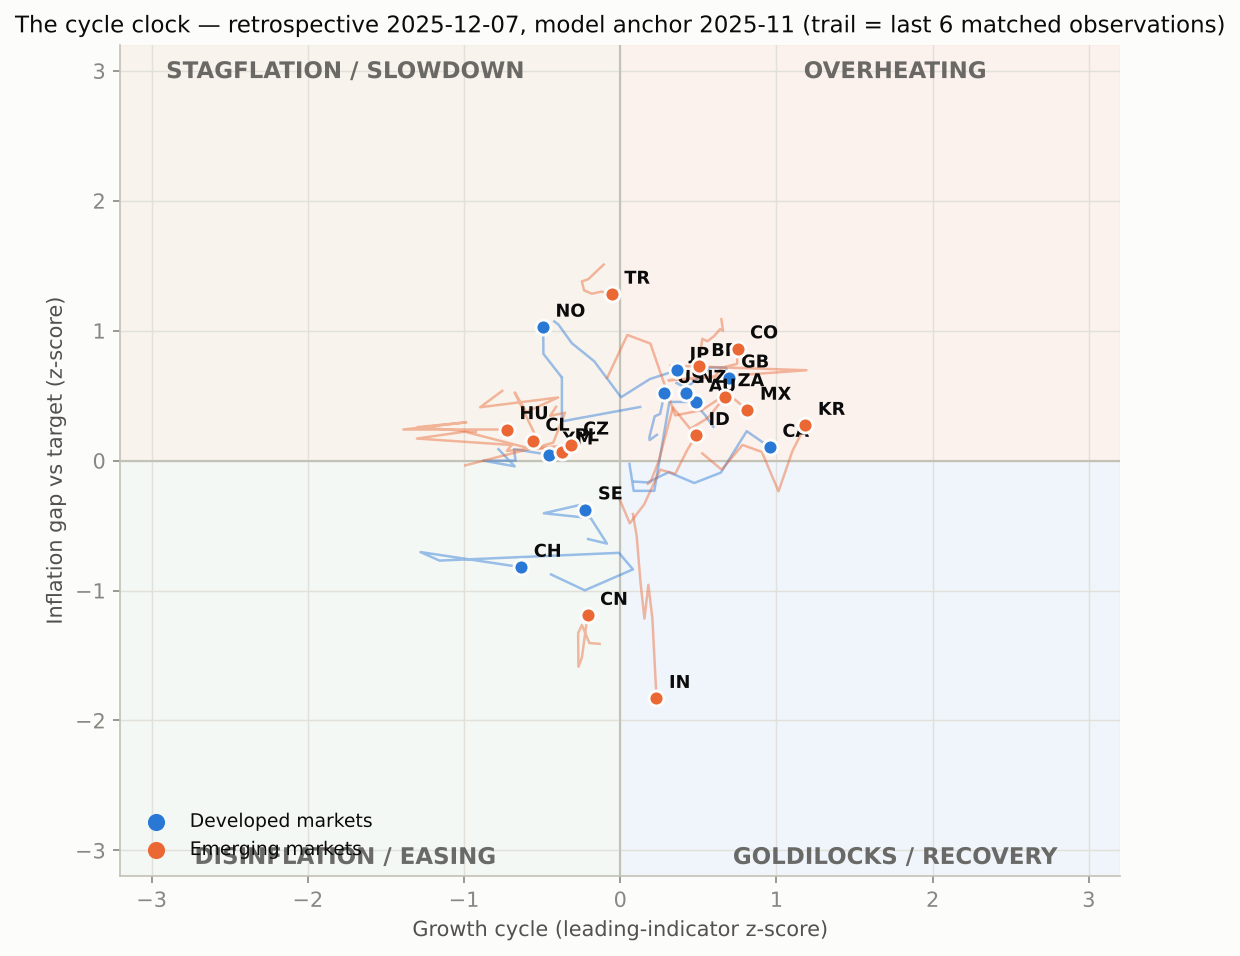 The cycle clock — retrospective 2025-12-07, model anchor 2025-11 (trail = last 6 matched observations)
STAGFLATION / SLOWDOWN
OVERHEATING
3
2
1
0
−1
−2
−3
Inflation gap vs target (z-score)
TR
NO
CO
JP
GB
NZ
AU
ZA
MX
HU
KR
CL
ID
CZ
SE
CH
CN
IN
Developed markets
Emerging markets
DISINFLATION / EASING
GOLDILOCKS / RECOVERY
−3
−2
−1
0
1
2
3
Growth cycle (leading-indicator z-score)